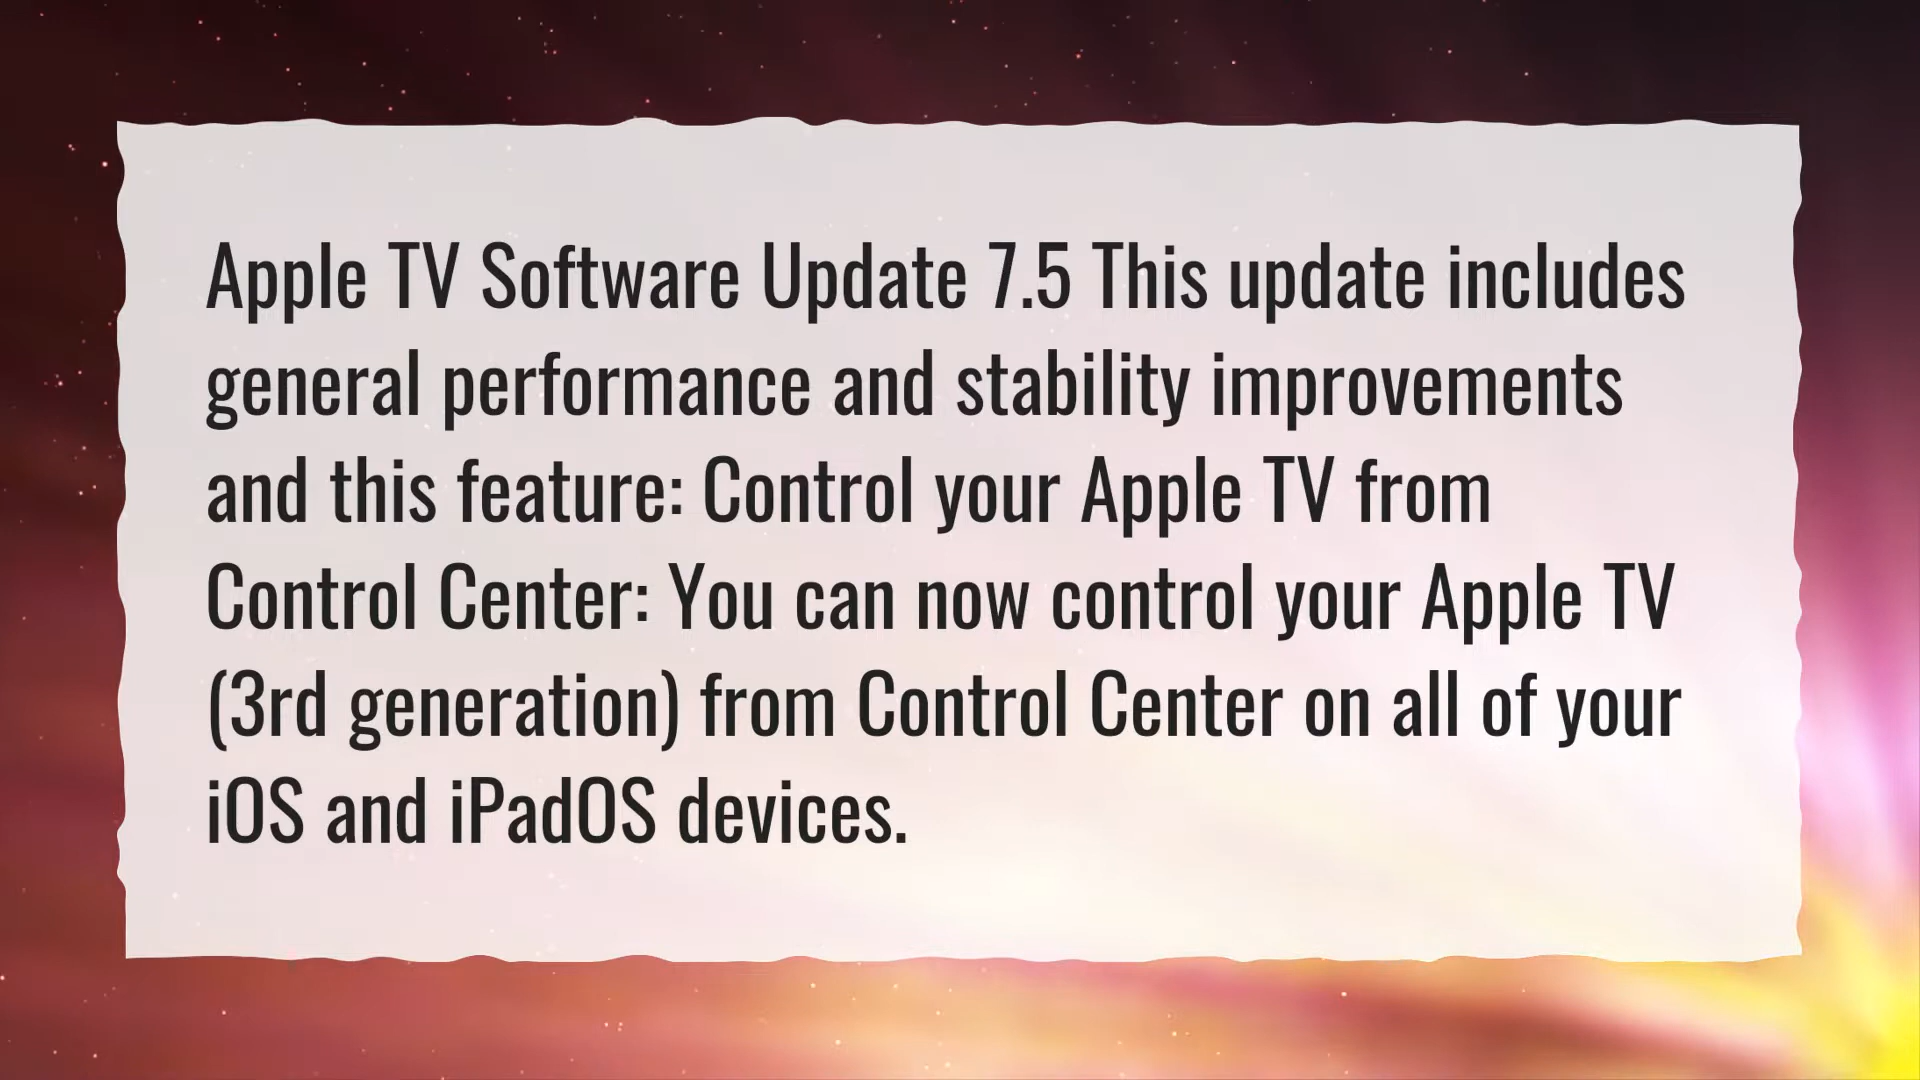 Apple TV Software Update 7.5 This update includes
general performance and stability improvements
and this feature: Control your Apple TV from
Control Center: You can now control your Apple TV
(3rd generation) from Control Center on all of your
iOS and iPadOS devices.